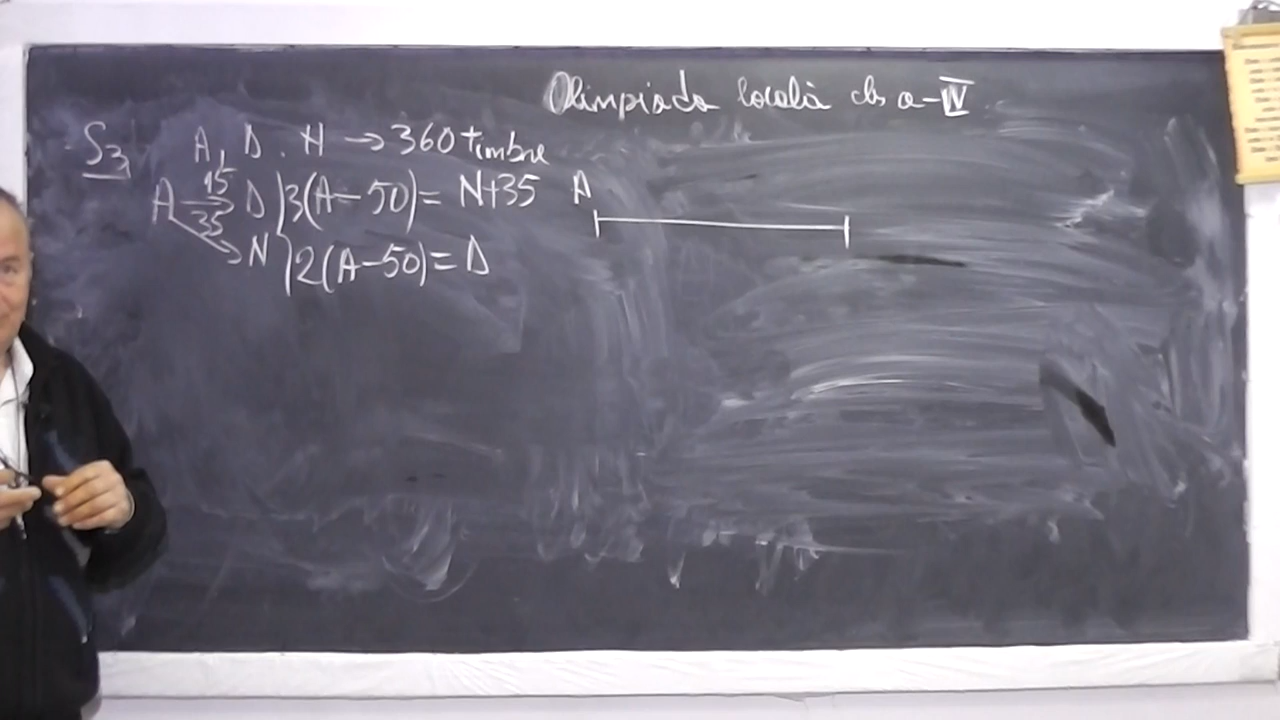 Olimpiada locală cls a-IV
S3 A, D. N → 360 timbre
A 15→ D } 3(A-50) = N+35 A
35→ N } 2(A-50) = D